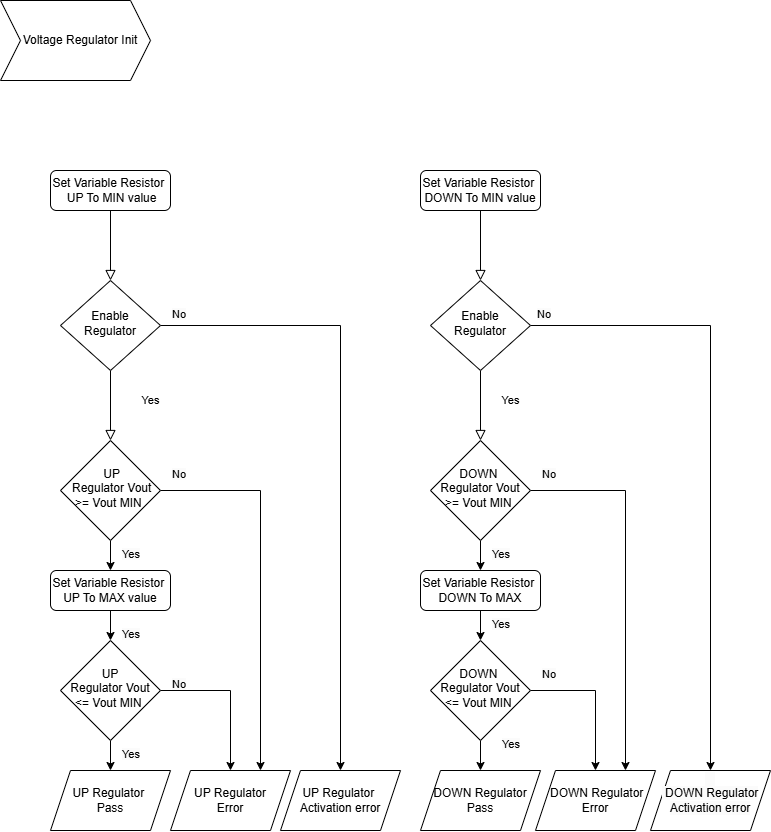 Voltage Regulator Init
Set Variable Resistor
UP To MIN value
Enable
Regulator
No
Yes
UP
Regulator Vout
>= Vout MIN
No
Yes
Set Variable Resistor
UP To MAX value
Yes
UP
Regulator Vout
<= Vout MIN
No
Yes
UP Regulator
Pass
UP Regulator
Error
UP Regulator
Activation error
Set Variable Resistor
DOWN To MIN value
Enable
Regulator
No
Yes
DOWN
Regulator Vout
>= Vout MIN
No
Yes
Set Variable Resistor
DOWN To MAX
Yes
DOWN
Regulator Vout
<= Vout MIN
No
Yes
DOWN Regulator
Pass
DOWN Regulator
Error
DOWN Regulator
Activation error